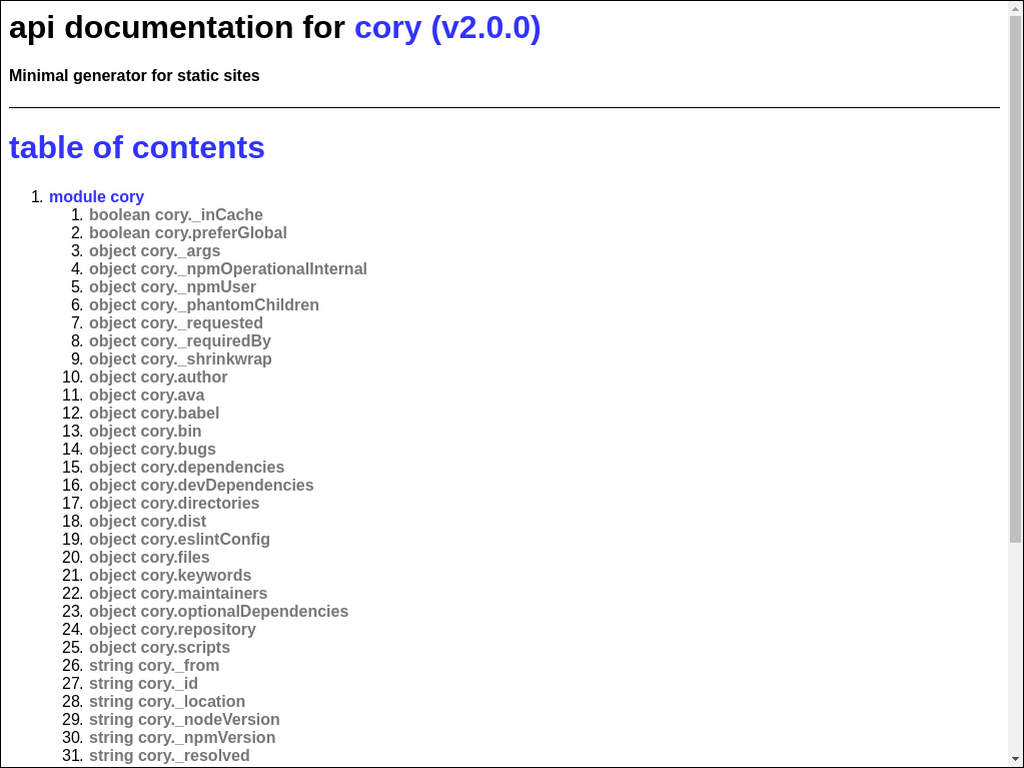 api documentation for cory (v2.0.0)
Minimal generator for static sites
table of contents
1. module cory
1. boolean cory._inCache
2. boolean cory.preferGlobal
3. object cory._args
4. object cory._npmOperationalInternal
5. object cory._npmUser
6. object cory._phantomChildren
7. object cory._requested
8. object cory._requiredBy
9. object cory._shrinkwrap
10. object cory.author
11. object cory.ava
12. object cory.babel
13. object cory.bin
14. object cory.bugs
15. object cory.dependencies
16. object cory.devDependencies
17. object cory.directories
18. object cory.dist
19. object cory.eslintConfig
20. object cory.files
21. object cory.keywords
22. object cory.maintainers
23. object cory.optionalDependencies
24. object cory.repository
25. object cory.scripts
26. string cory._from
27. string cory._id
28. string cory._location
29. string cory._nodeVersion
30. string cory._npmVersion
31. string cory._resolved